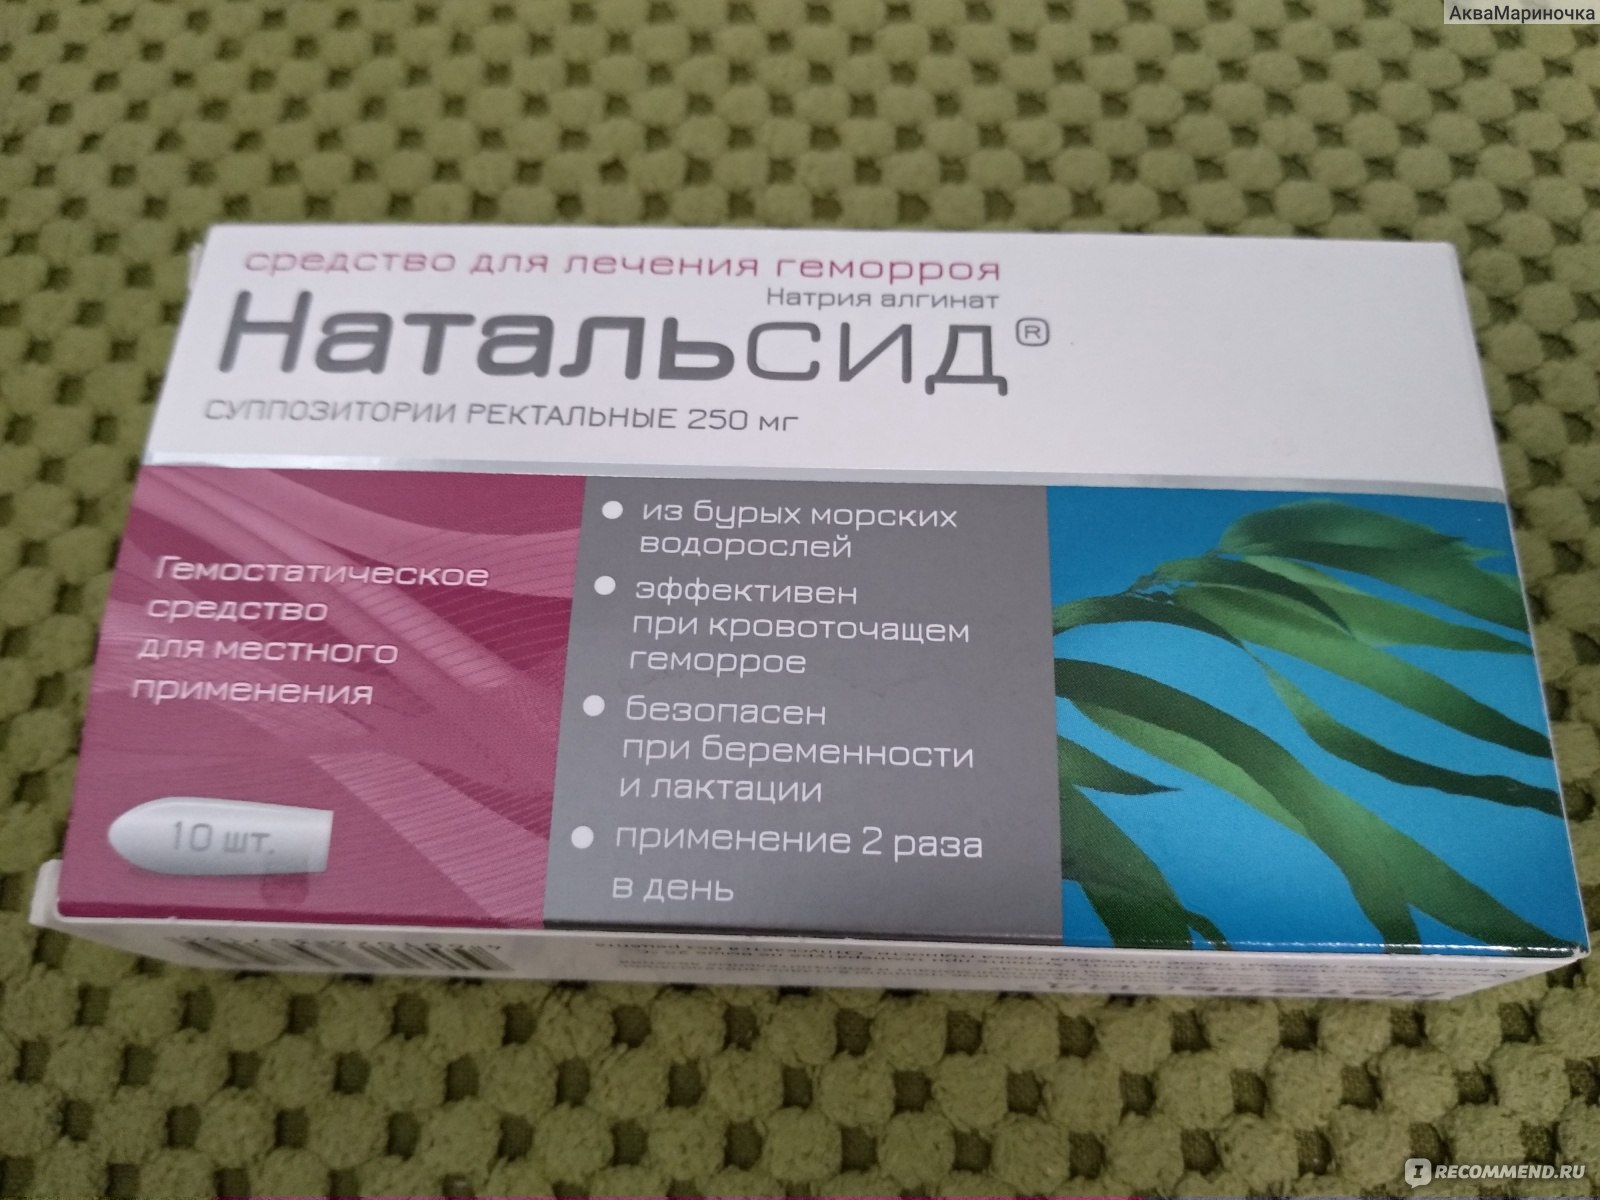 АкваМариночка
средство для лечения геморроя
Натрия алгинат
Натальсид®
суппозитории ректальные 250 мг
Гемостатическое
средство
для местного
применения
10 шт.
● из бурых морских
водорослей
● эффективен
при кровоточащем
геморрое
● безопасен
при беременности
и лактации
● применение 2 раза
в день
IRECOMMEND.RU